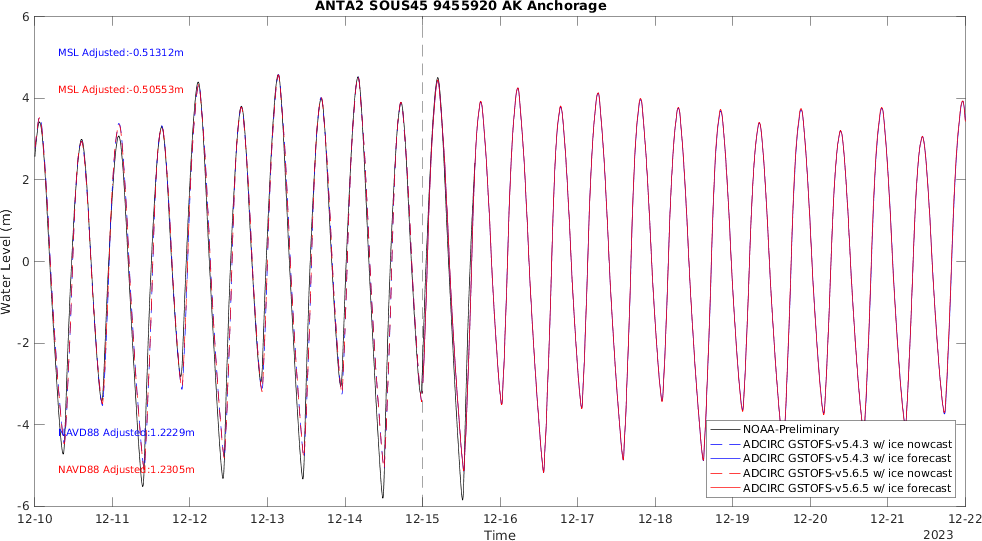 ANTA2 SOUS45 9455920 AK Anchorage
6
MSL Adjusted:-0.51312m
MSL Adjusted:-0.50553m
4
2
0
-2
-4
-6
Water Level (m)
NAVD88 Adjusted:1.2229m
NAVD88 Adjusted:1.2305m
NOAA-Preliminary
ADCIRC GSTOFS-v5.4.3 w/ ice nowcast
ADCIRC GSTOFS-v5.4.3 w/ ice forecast
ADCIRC GSTOFS-v5.6.5 w/ ice nowcast
ADCIRC GSTOFS-v5.6.5 w/ ice forecast
12-10 12-11 12-12 12-13 12-14 12-15 12-16 12-17 12-18 12-19 12-20 12-21 12-22
Time
2023